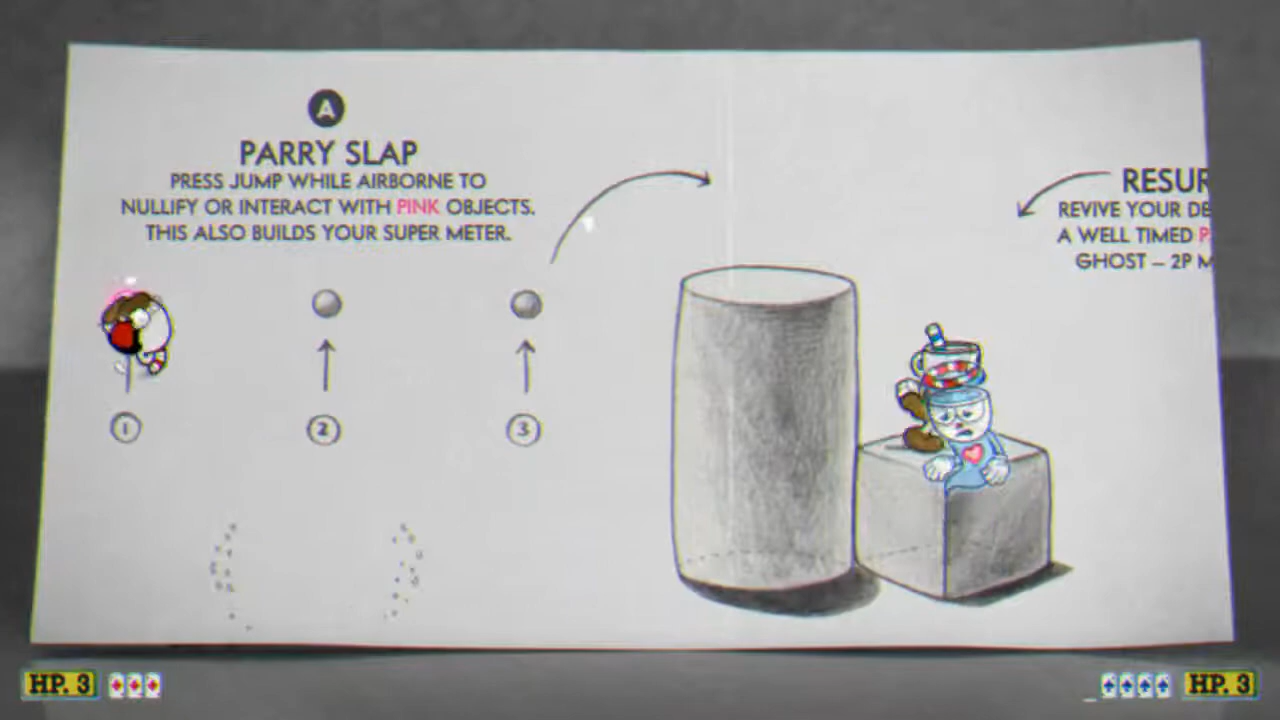 A
PARRY SLAP
PRESS JUMP WHILE AIRBORNE TO
NULLIFY OR INTERACT WITH PINK OBJECTS.
THIS ALSO BUILDS YOUR SUPER METER.
RESUR
REVIVE YOUR DE
A WELL TIMED P
GHOST – 2P M
1
2
3
HP. 3
HP. 3